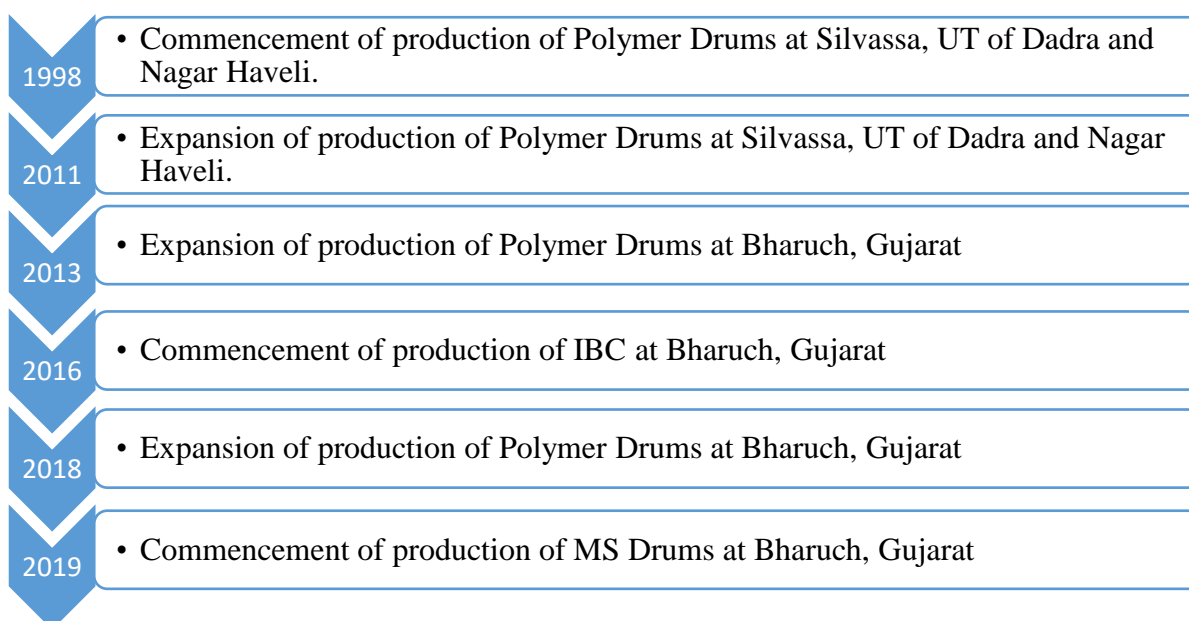 1998
• Commencement of production of Polymer Drums at Silvassa, UT of Dadra and
Nagar Haveli.
2011
• Expansion of production of Polymer Drums at Silvassa, UT of Dadra and Nagar
Haveli.
2013
• Expansion of production of Polymer Drums at Bharuch, Gujarat
2016
• Commencement of production of IBC at Bharuch, Gujarat
2018
• Expansion of production of Polymer Drums at Bharuch, Gujarat
2019
• Commencement of production of MS Drums at Bharuch, Gujarat